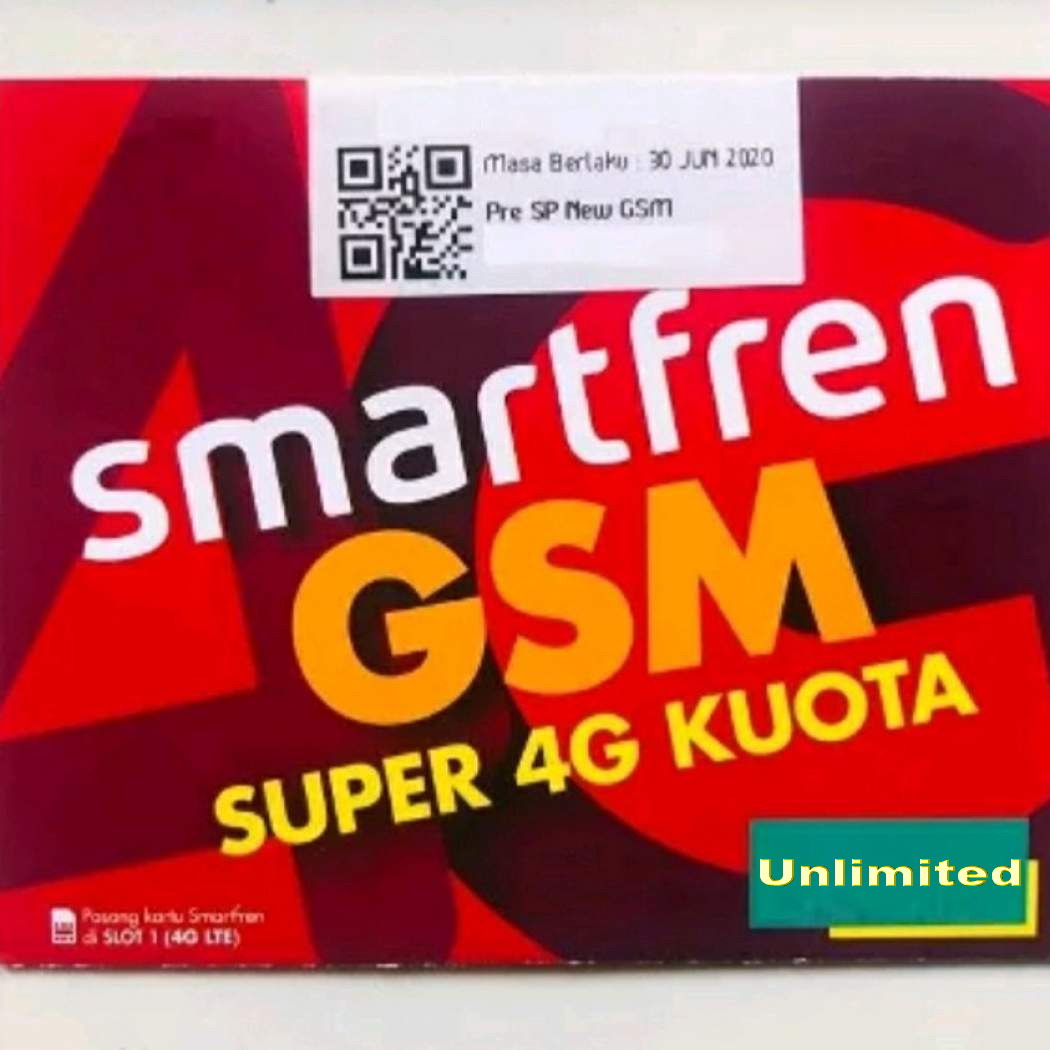 Masa Berlaku : 30 JUN 2020
Pre SP New GSM
smartfren
GSM
SUPER 4G KUOTA
Unlimited
Pasang kartu Smartfren
di SLOT 1 (4G LTE)